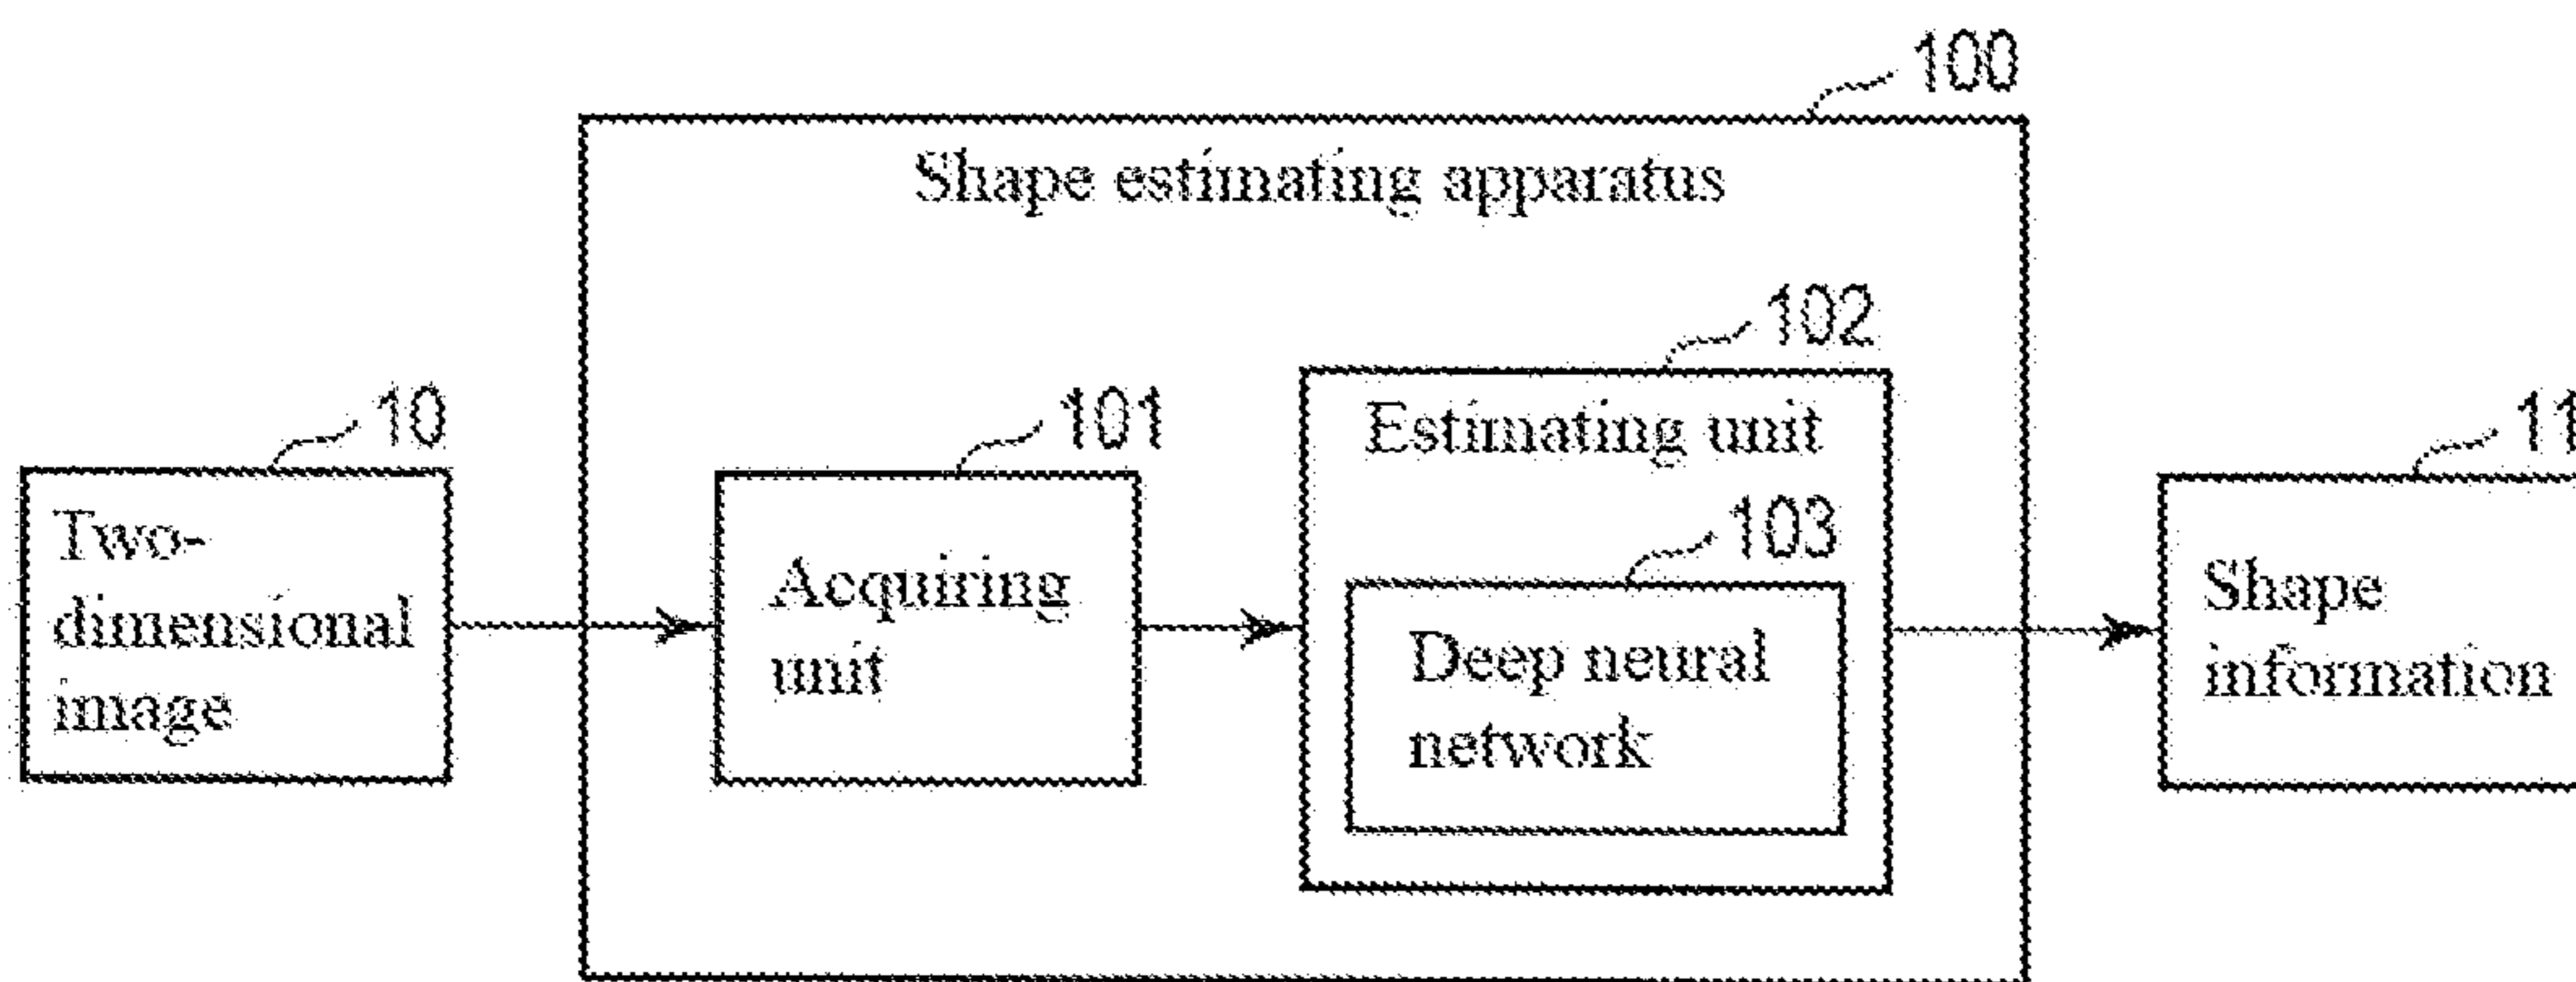 100
Shape estimating apparatus
102
10
101
Estimating unit
11
Two-
dimensional
image
Acquiring
unit
103
Deep neural
network
Shape
information